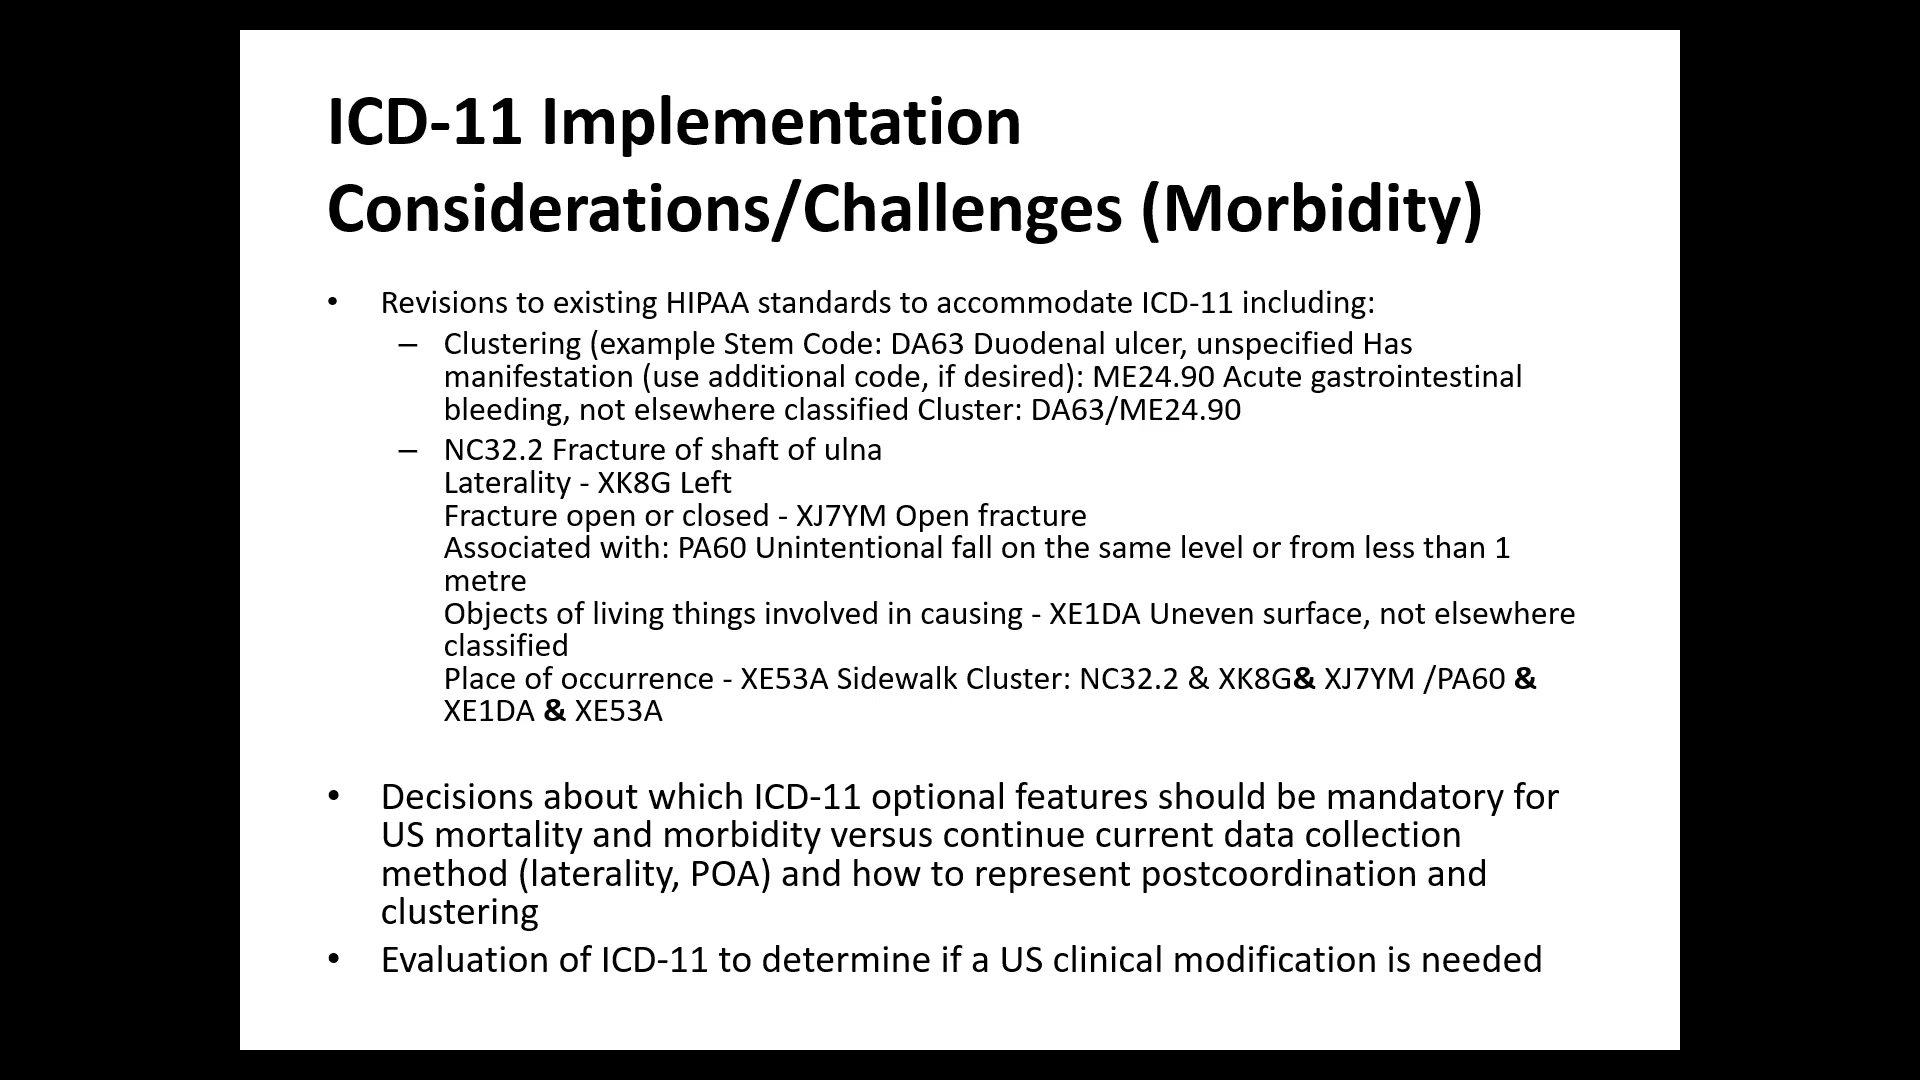 ICD-11 Implementation
Considerations/Challenges (Morbidity)
• Revisions to existing HIPAA standards to accommodate ICD-11 including:
– Clustering (example Stem Code: DA63 Duodenal ulcer, unspecified Has
manifestation (use additional code, if desired): ME24.90 Acute gastrointestinal
bleeding, not elsewhere classified Cluster: DA63/ME24.90
– NC32.2 Fracture of shaft of ulna
Laterality - XK8G Left
Fracture open or closed - XJ7YM Open fracture
Associated with: PA60 Unintentional fall on the same level or from less than 1
metre
Objects of living things involved in causing - XE1DA Uneven surface, not elsewhere
classified
Place of occurrence - XE53A Sidewalk Cluster: NC32.2 & XK8G& XJ7YM /PA60 &
XE1DA & XE53A
• Decisions about which ICD-11 optional features should be mandatory for
US mortality and morbidity versus continue current data collection
method (laterality, POA) and how to represent postcoordination and
clustering
• Evaluation of ICD-11 to determine if a US clinical modification is needed